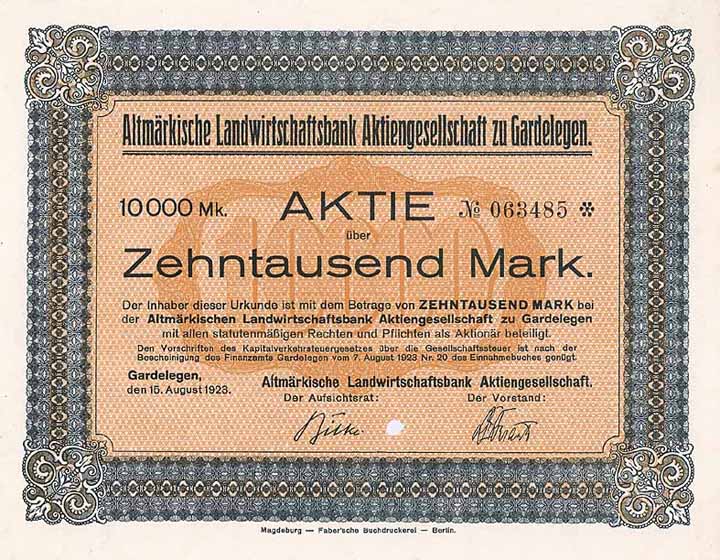 Altmärkische Landwirtschaftsbank Aktiengesellschaft zu Gardelegen.
10000 Mk. AKTIE № 063485 ✻
über
Zehntausend Mark.
Der Inhaber dieser Urkunde ist mit dem Betrage von ZEHNTAUSEND MARK bei
der Altmärkischen Landwirtschaftsbank Aktiengesellschaft zu Gardelegen
mit allen statutenmäßigen Rechten und Pflichten als Aktionär beteiligt.
Den Vorschriften des Kapitalverkehrsteuergesetzes über die Gesellschaftssteuer ist nach der
Bescheinigung des Finanzamts Gardelegen vom 7. August 1923 Nr. 20 des Einnahmebuches genügt.
Gardelegen,
den 15. August 1923.
Altmärkische Landwirtschaftsbank Aktiengesellschaft.
Der Aufsichtsrat: Der Vorstand:
Magdeburg — Faber'sche Buchdruckerei — Berlin.